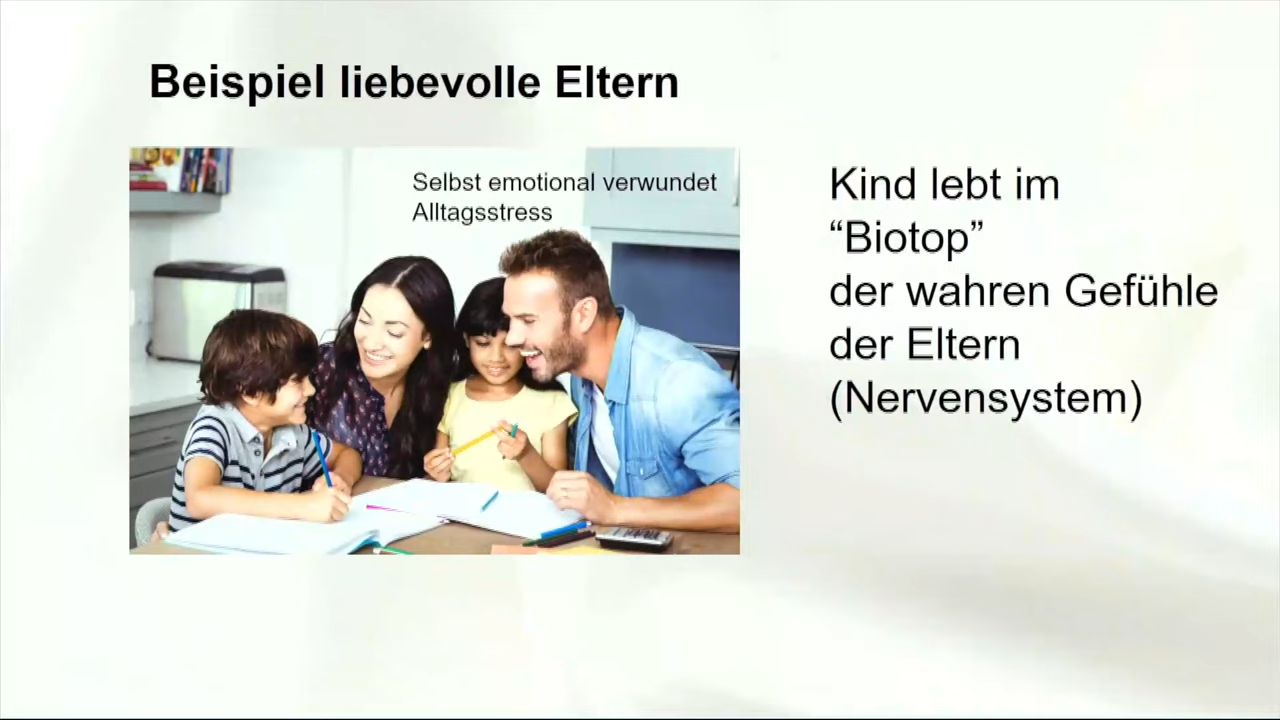 Beispiel liebevolle Eltern
Selbst emotional verwundet
Alltagsstress
Kind lebt im
“Biotop”
der wahren Gefühle
der Eltern
(Nervensystem)